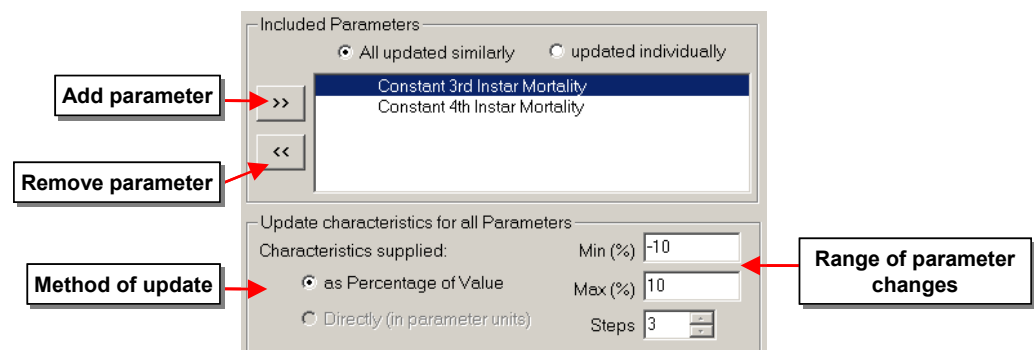 Included Parameters
All updated similarly updated individually
Add parameter
>>
Constant 3rd Instar Mortality
Constant 4th Instar Mortality
<<
Remove parameter
Update characteristics for all Parameters
Characteristics supplied:
Min (%) -10
Method of update
as Percentage of Value
Max (%) 10
Directly (in parameter units)
Steps 3
Range of parameter
changes